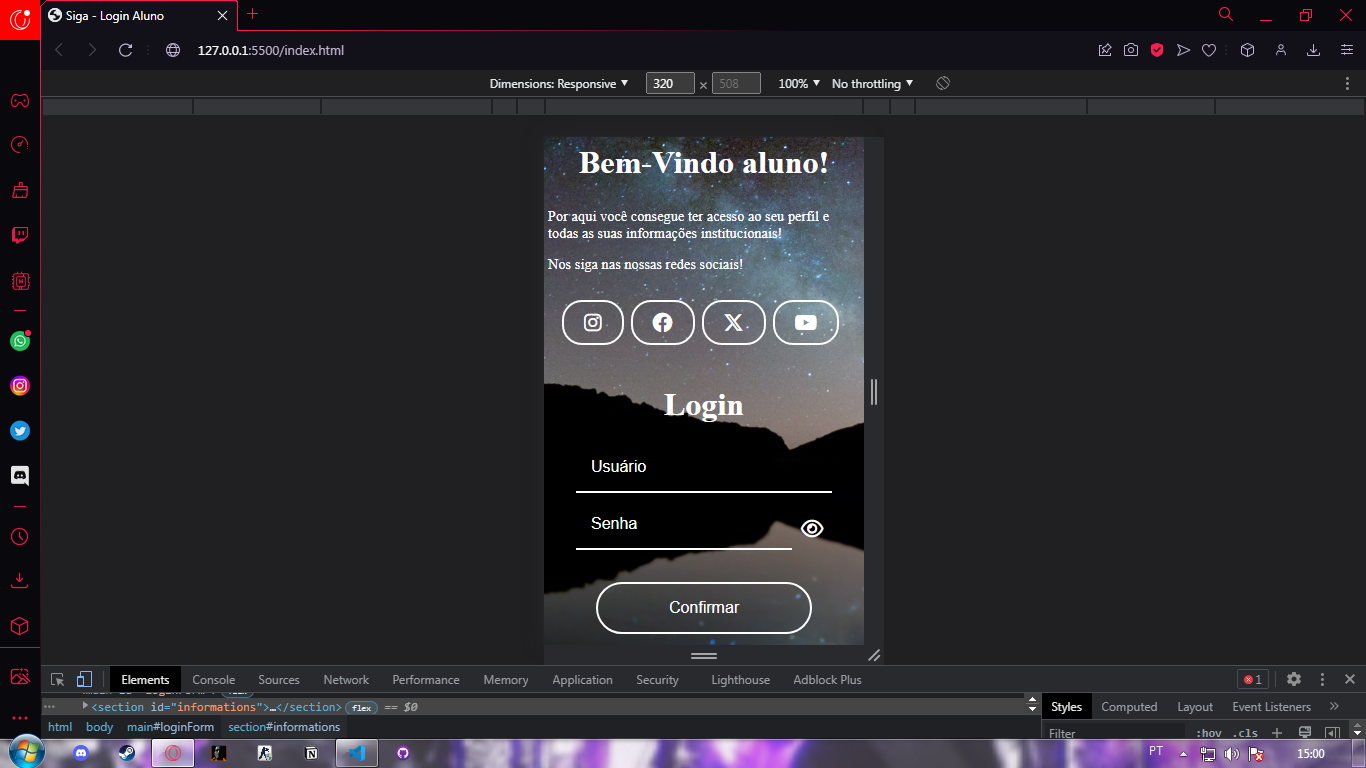 Siga - Login Aluno
127.0.0.1:5500/index.html
Dimensions: Responsive ▼ 320 × 508 100% ▼ No throttling ▼
Bem-Vindo aluno!
Por aqui você consegue ter acesso ao seu perfil e
todas as suas informações institucionais!
Nos siga nas nossas redes sociais!
Login
Usuário
Senha
Confirmar
Elements Console Sources Network Performance Memory Application Security Lighthouse Adblock Plus 1
<section id="informations">…</section> flex == $0
html body main#loginForm section#informations
Styles Computed Layout Event Listeners »
Filter :hov .cls +
PT 15:00